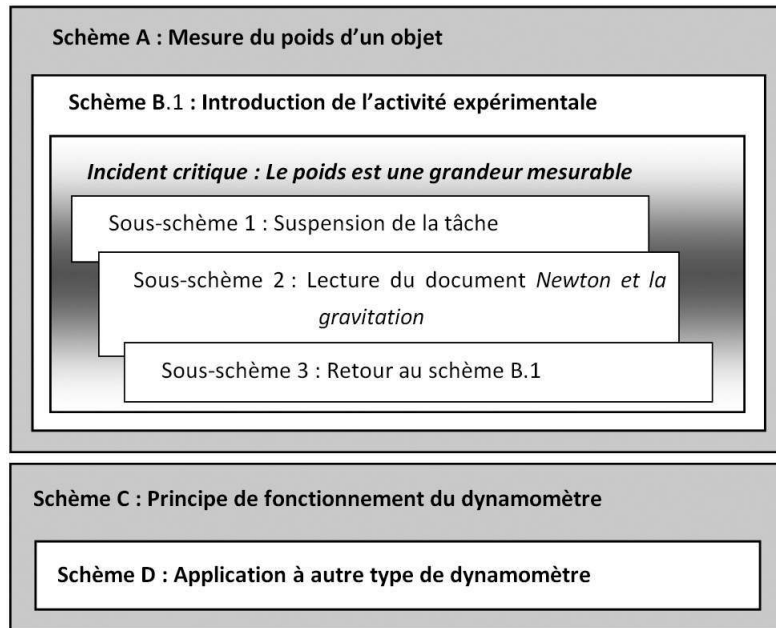 Schème A : Mesure du poids d’un objet
Schème B.1 : Introduction de l’activité expérimentale
Incident critique : Le poids est une grandeur mesurable
Sous-schème 1 : Suspension de la tâche
Sous-schème 2 : Lecture du document Newton et la
gravitation
Sous-schème 3 : Retour au schème B.1
Schème C : Principe de fonctionnement du dynamomètre
Schème D : Application à autre type de dynamomètre